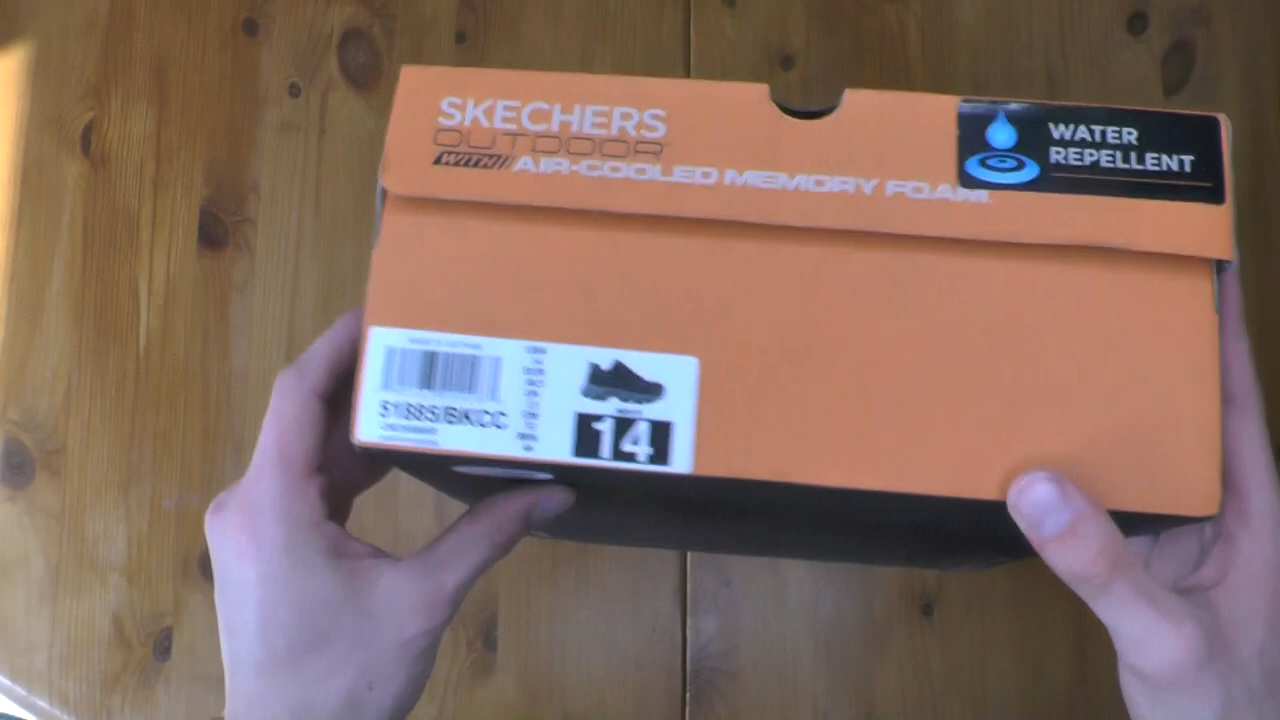 SKECHERS
OUTDOOR
WITH AIR-COOLED MEMORY FOAM
WATER
REPELLENT
51885/BKCC
14